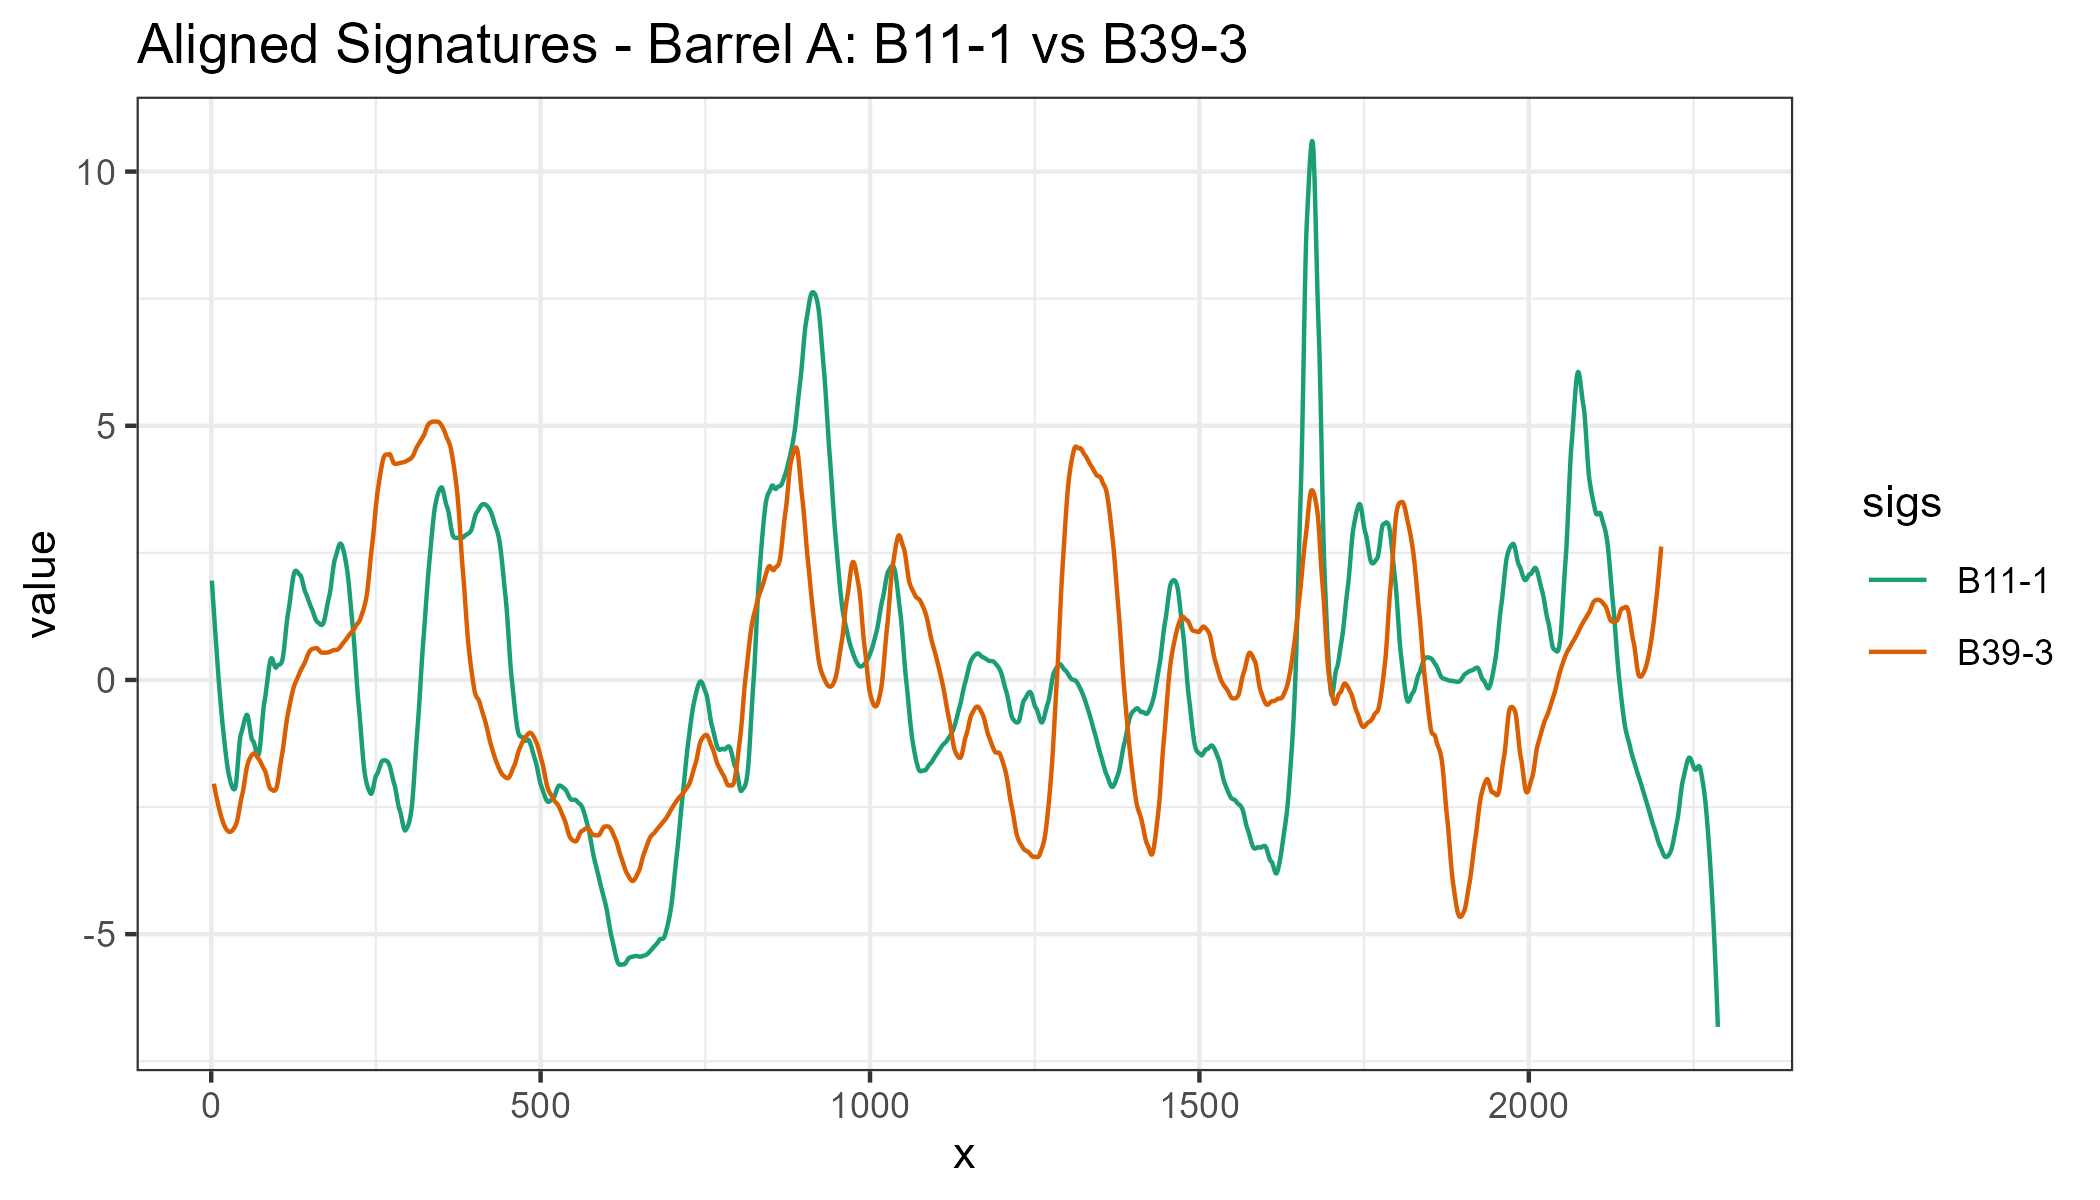 Aligned Signatures - Barrel A: B11-1 vs B39-3
value
10
5
0
-5
0 500 1000 1500 2000
x
sigs
B11-1
B39-3